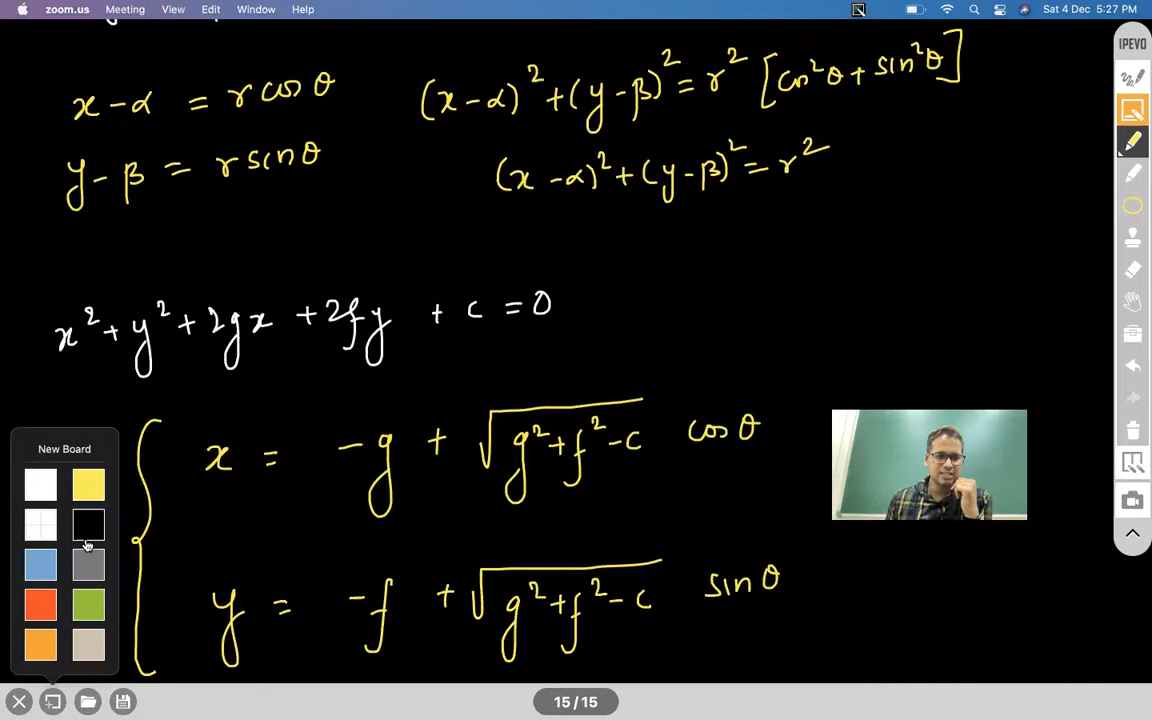 zoom.us Meeting View Edit Window Help Sat 4 Dec 5:27 PM
IPEVO
x-α = r cos θ
(x-α)² + (y-β)² = r² [cos²θ + sin²θ]
y-β = r sin θ
(x-α)² + (y-β)² = r²
x² + y² + 2gx + 2fy + c = 0
x = -g + √(g²+f²-c) cos θ
y = -f + √(g²+f²-c) sin θ
New Board
15/15